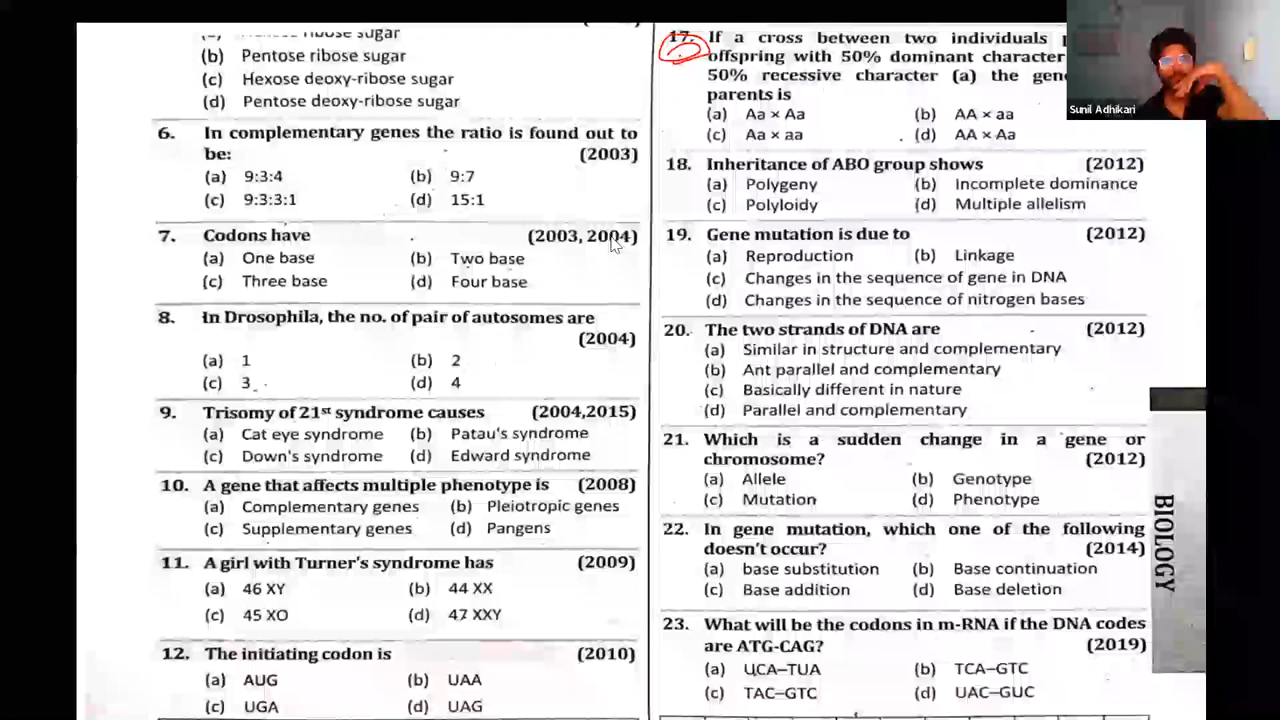 ribose sugar
(b) Pentose ribose sugar
(c) Hexose deoxy-ribose sugar
(d) Pentose deoxy-ribose sugar
6. In complementary genes the ratio is found out to
be: (2003)
(a) 9:3:4 (b) 9:7
(c) 9:3:3:1 (d) 15:1
7. Codons have (2003, 2004)
(a) One base (b) Two base
(c) Three base (d) Four base
8. In Drosophila, the no. of pair of autosomes are
(2004)
(a) 1 (b) 2
(c) 3 (d) 4
9. Trisomy of 21st syndrome causes (2004,2015)
(a) Cat eye syndrome (b) Patau's syndrome
(c) Down's syndrome (d) Edward syndrome
10. A gene that affects multiple phenotype is (2008)
(a) Complementary genes (b) Pleiotropic genes
(c) Supplementary genes (d) Pangens
11. A girl with Turner's syndrome has (2009)
(a) 46 XY (b) 44 XX
(c) 45 XO (d) 47 XXY
12. The initiating codon is (2010)
(a) AUG (b) UAA
(c) UGA (d) UAG
17. If a cross between two individuals
offspring with 50% dominant character
50% recessive character (a) the
parents is
(a) Aa × Aa (b) AA × aa
(c) Aa × aa (d) AA × Aa
18. Inheritance of ABO group shows (2012)
(a) Polygeny (b) Incomplete dominance
(c) Polyloidy (d) Multiple allelism
19. Gene mutation is due to (2012)
(a) Reproduction (b) Linkage
(c) Changes in the sequence of gene in DNA
(d) Changes in the sequence of nitrogen bases
20. The two strands of DNA are (2012)
(a) Similar in structure and complementary
(b) Ant parallel and complementary
(c) Basically different in nature
(d) Parallel and complementary
21. Which is a sudden change in a gene or
chromosome? (2012)
(a) Allele (b) Genotype
(c) Mutation (d) Phenotype
22. In gene mutation, which one of the following
doesn't occur? (2014)
(a) base substitution (b) Base continuation
(c) Base addition (d) Base deletion
23. What will be the codons in m-RNA if the DNA codes
are ATG-CAG? (2019)
(a) UCA–TUA (b) TCA–GTC
(c) TAC–GTC (d) UAC–GUC
BIOLOGY
Sunil Adhikari